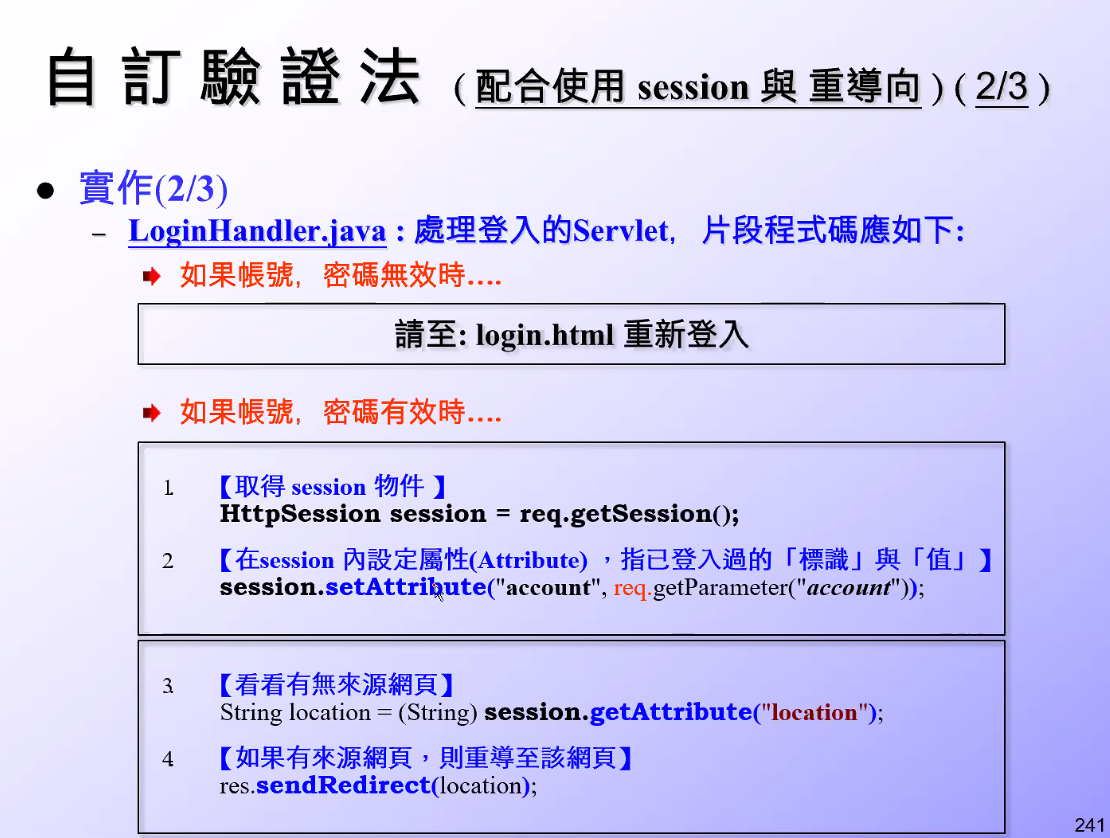 自 訂 驗 證 法 ( 配合使用 session 與 重導向 ) ( 2/3 )
● 實作(2/3)
– LoginHandler.java : 處理登入的Servlet, 片段程式碼應如下:
如果帳號, 密碼無效時....
請至: login.html 重新登入
如果帳號, 密碼有效時....
1. 【取得 session 物件 】
HttpSession session = req.getSession();
2 【在session 內設定屬性(Attribute) ，指已登入過的「標識」與「值」】
session.setAttribute("account", req.getParameter("account"));
3. 【看看有無來源網頁】
String location = (String) session.getAttribute("location");
4 【如果有來源網頁，則重導至該網頁】
res.sendRedirect(location);
241